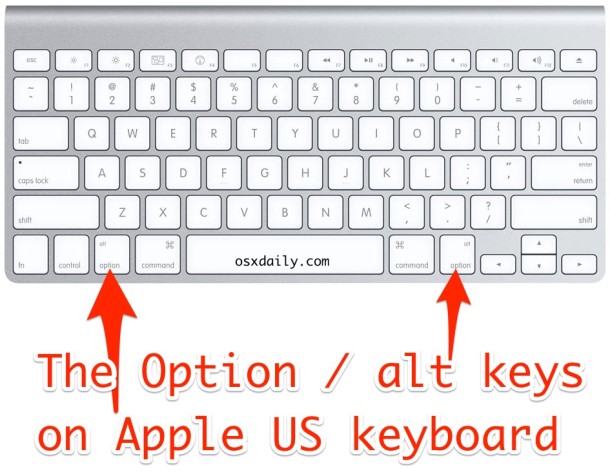 esc F1 F2 F3 F4 F5 F6 F7 F8 F9 F10 F11 F12
~ ` ! 1 @ 2 # 3 $ 4 % 5 ^ 6 & 7 * 8 ( 9 ) 0 _ - + = delete
tab Q W E R T Y U I O P { [ } ] | \
caps lock A S D F G H J K L : ; " ' enter return
shift Z X C V B N M < , > . ? / shift
fn control alt option ⌘ command osxdaily.com ⌘ command alt option ◄ ▲ ▼ ►
The Option / alt keys
on Apple US keyboard